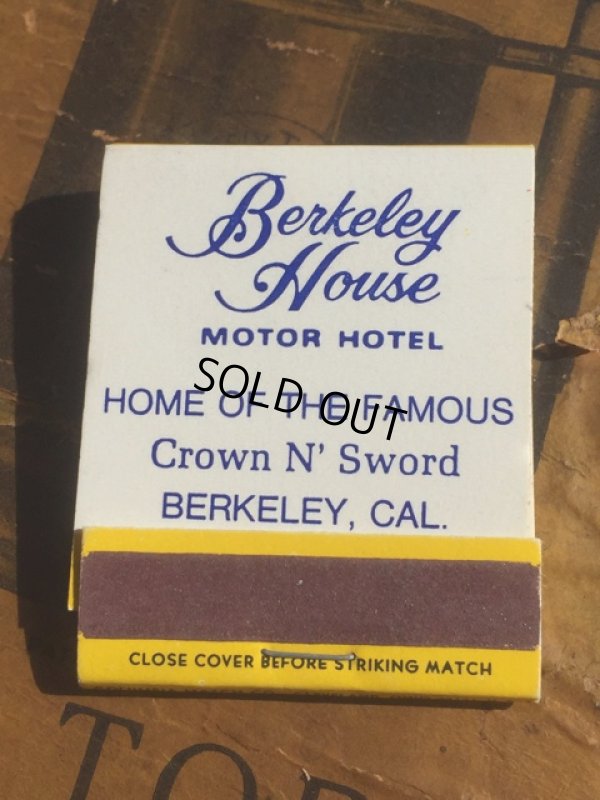 Berkeley
House
MOTOR HOTEL
SOLD OUT
HOME OF THE FAMOUS
Crown N' Sword
BERKELEY, CAL.
CLOSE COVER BEFORE STRIKING MATCH
TOP